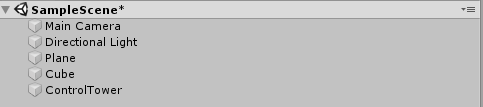 SampleScene*
Main Camera
Directional Light
Plane
Cube
ControlTower